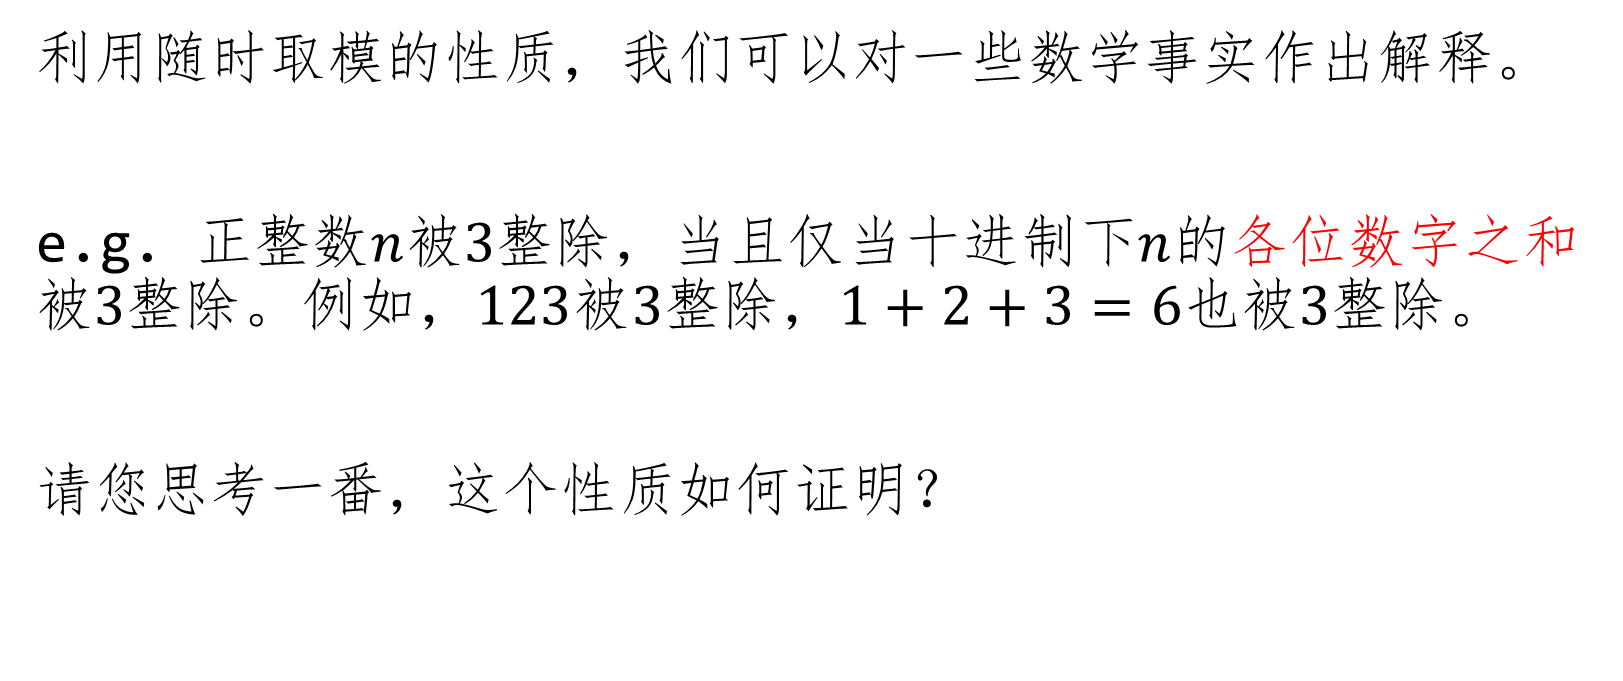 利用随时取模的性质，我们可以对一些数学事实作出解释。
e.g. 正整数n被3整除，当且仅当十进制下n的各位数字之和
被3整除。例如，123被3整除，1 + 2 + 3 = 6也被3整除。
请您思考一番，这个性质如何证明？